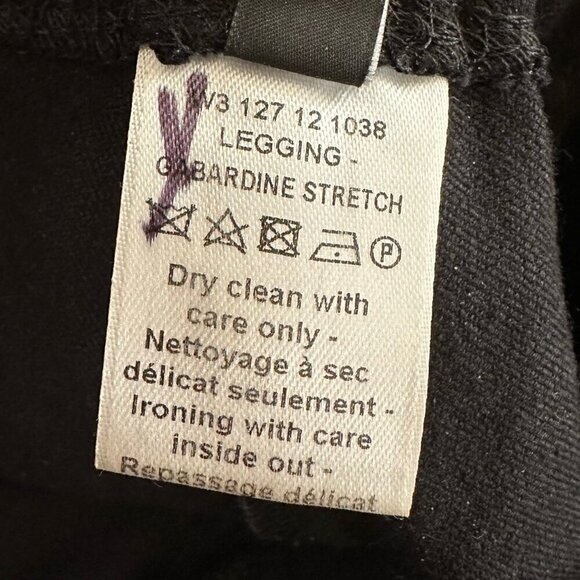 W3 127 12 1038
LEGGING -
GABARDINE STRETCH
P
Dry clean with
care only -
Nettoyage à sec
délicat seulement -
Ironing with care
inside out -
Repassage délicat